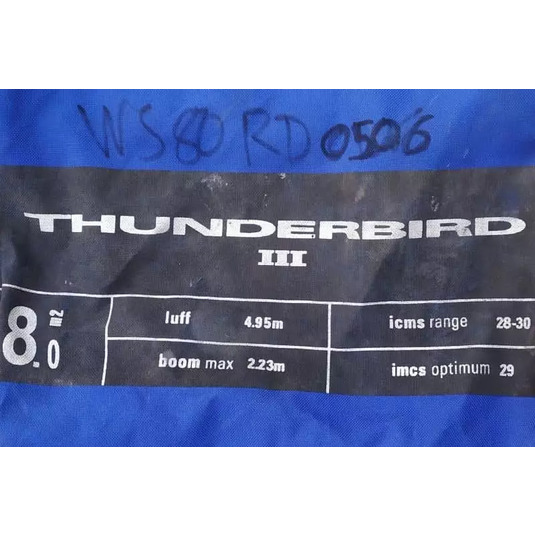 WS80RD0506
THUNDERBIRD
III
8.0 m2
luff 4.95m
icms range 28-30
boom max 2.23m
imcs optimum 29